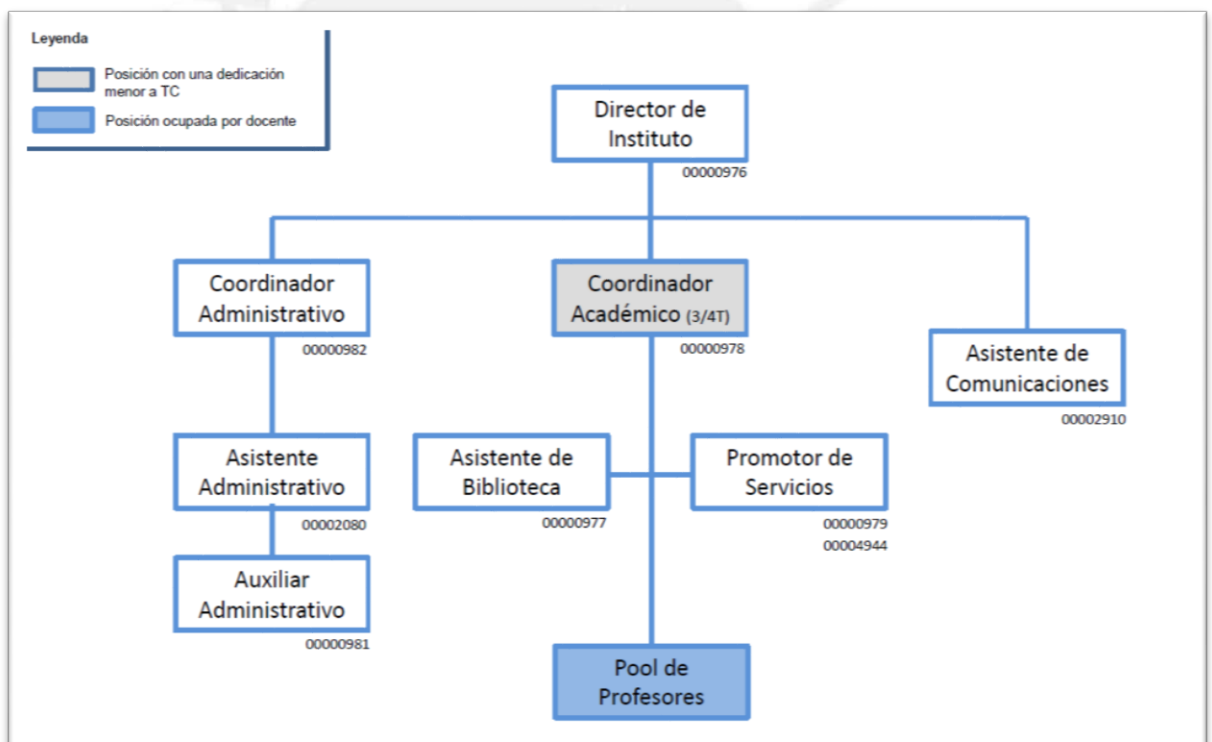 Leyenda
Posición con una dedicación
menor a TC
Posición ocupada por docente
Director de
Instituto
00000976
Coordinador
Administrativo
00000982
Coordinador
Académico (3/4T)
00000978
Asistente de
Comunicaciones
00002910
Asistente
Administrativo
00002080
Asistente de
Biblioteca
00000977
Promotor de
Servicios
00000979
00004944
Auxiliar
Administrativo
00000981
Pool de
Profesores